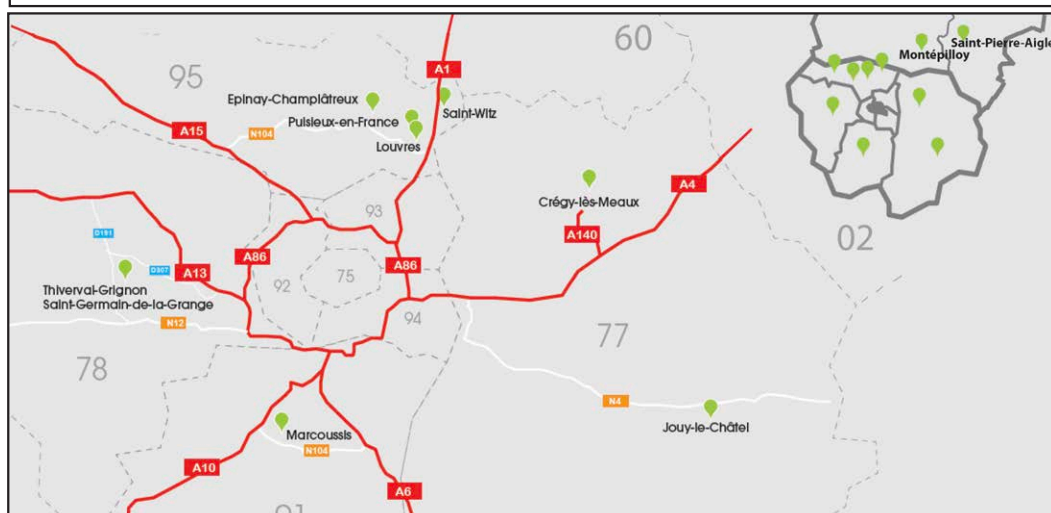 60
Saint-Pierre-Aigle
Montépilloy
A1
95
Epinay-Champlâtreux
Saint-Witz
Puisieux-en-France
A15
N104
Louvres
Crégy-lès-Meaux
A4
93
A140
02
D191
A86
A86
D307
A13
75
92
Thiverval-Grignon
Saint-Germain-de-la-Grange
N12
94
77
78
N4
Jouy-le-Châtel
Marcoussis
N104
A10
A6
91